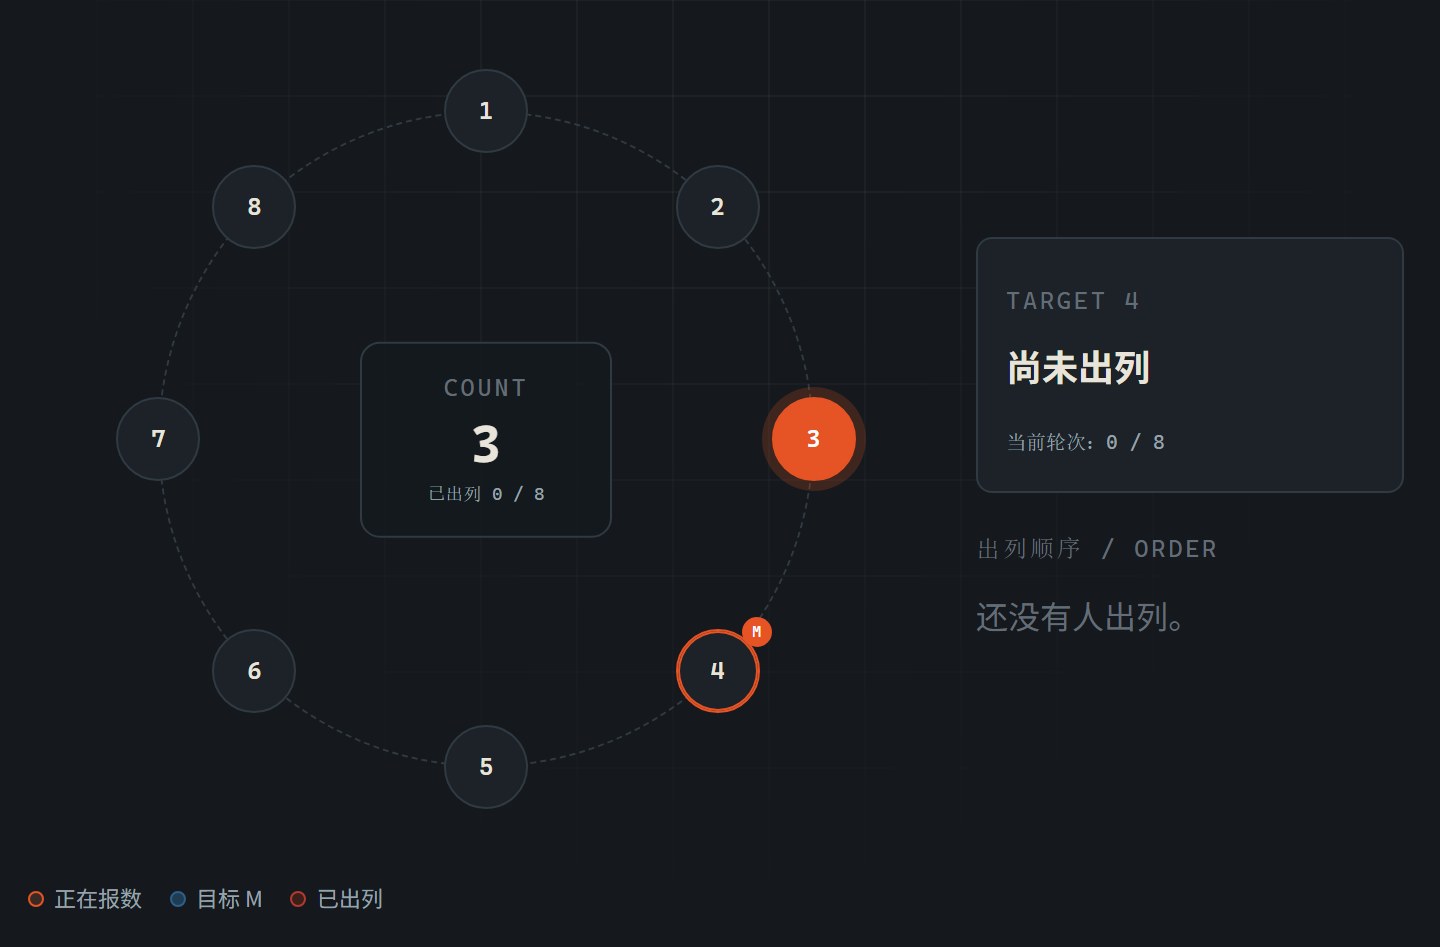 1
8
2
TARGET 4
尚未出列
COUNT
3
已出列 0 / 8
7
3
当前轮次: 0 / 8
出列顺序 / ORDER
还没有人出列。
M
6
4
5
正在报数
目标 M
已出列